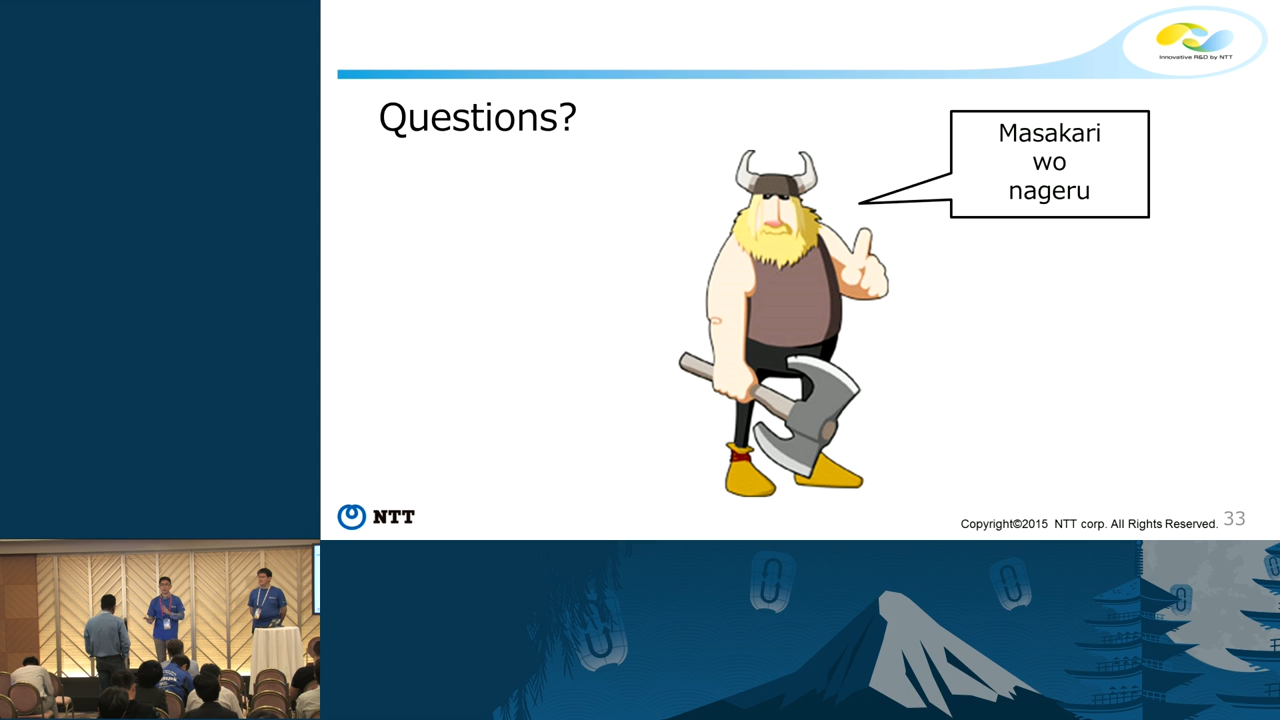 Innovative R&D by NTT
Questions?
Masakari
wo
nageru
NTT
Copyright©2015 NTT corp. All Rights Reserved.
33